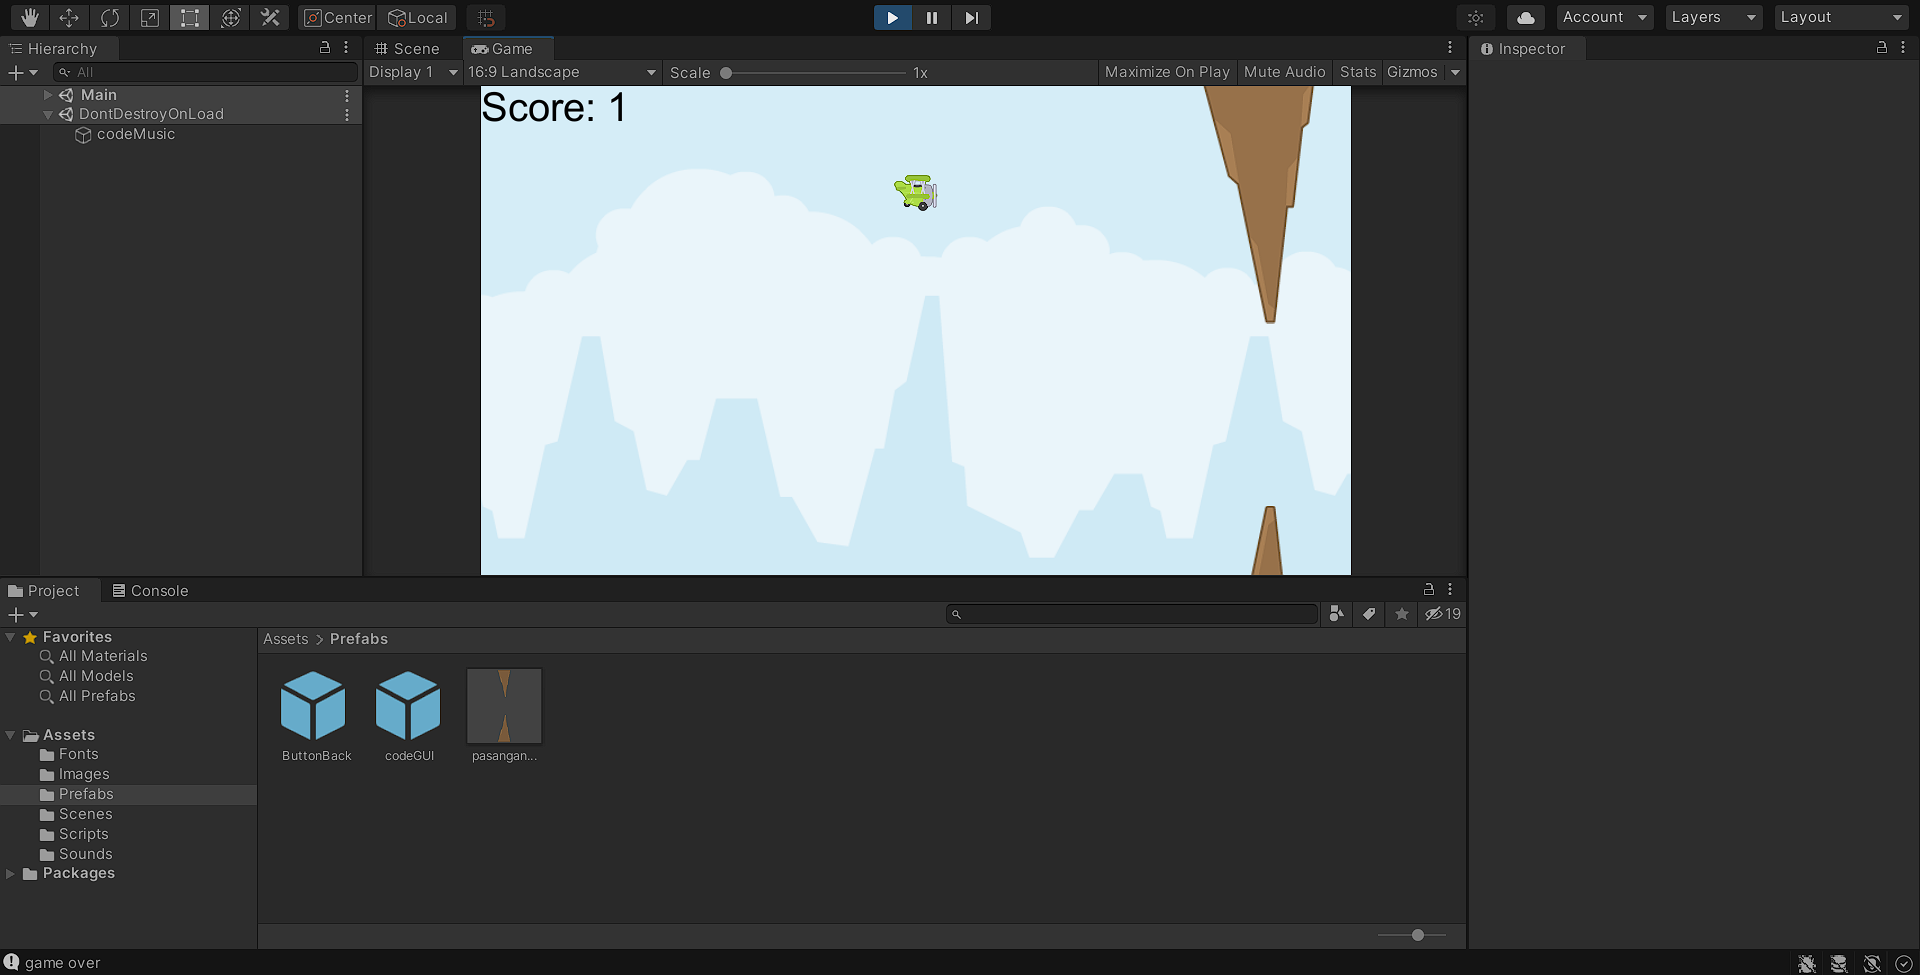 Center
Local
Account
Layers
Layout
Hierarchy
Scene
Game
Inspector
All
Display 1
16:9 Landscape
Scale
1x
Maximize On Play
Mute Audio
Stats
Gizmos
Main
DontDestroyOnLoad
codeMusic
Score: 1
Project
Console
19
Favorites
All Materials
All Models
All Prefabs
Assets
Fonts
Images
Prefabs
Scenes
Scripts
Sounds
Packages
Assets > Prefabs
ButtonBack
codeGUI
pasangan...
game over